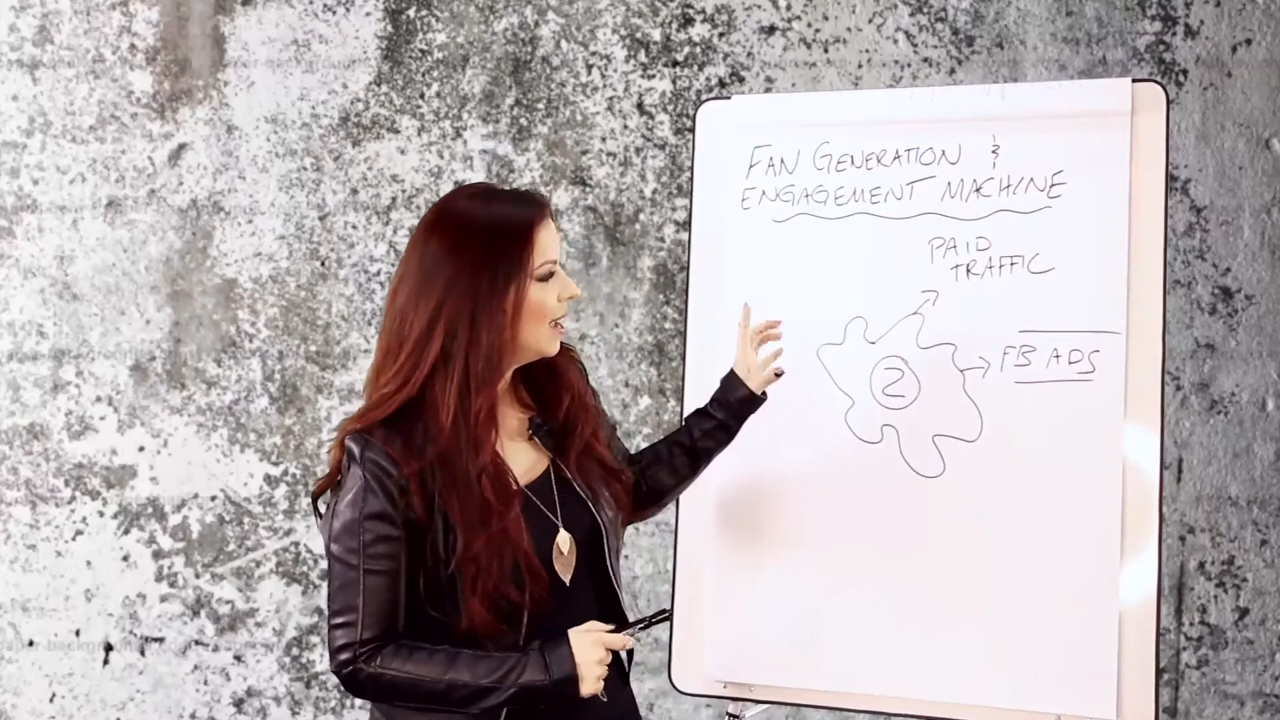 FAN GENERATION &
ENGAGEMENT MACHINE
PAID
TRAFFIC
2
FB ADS